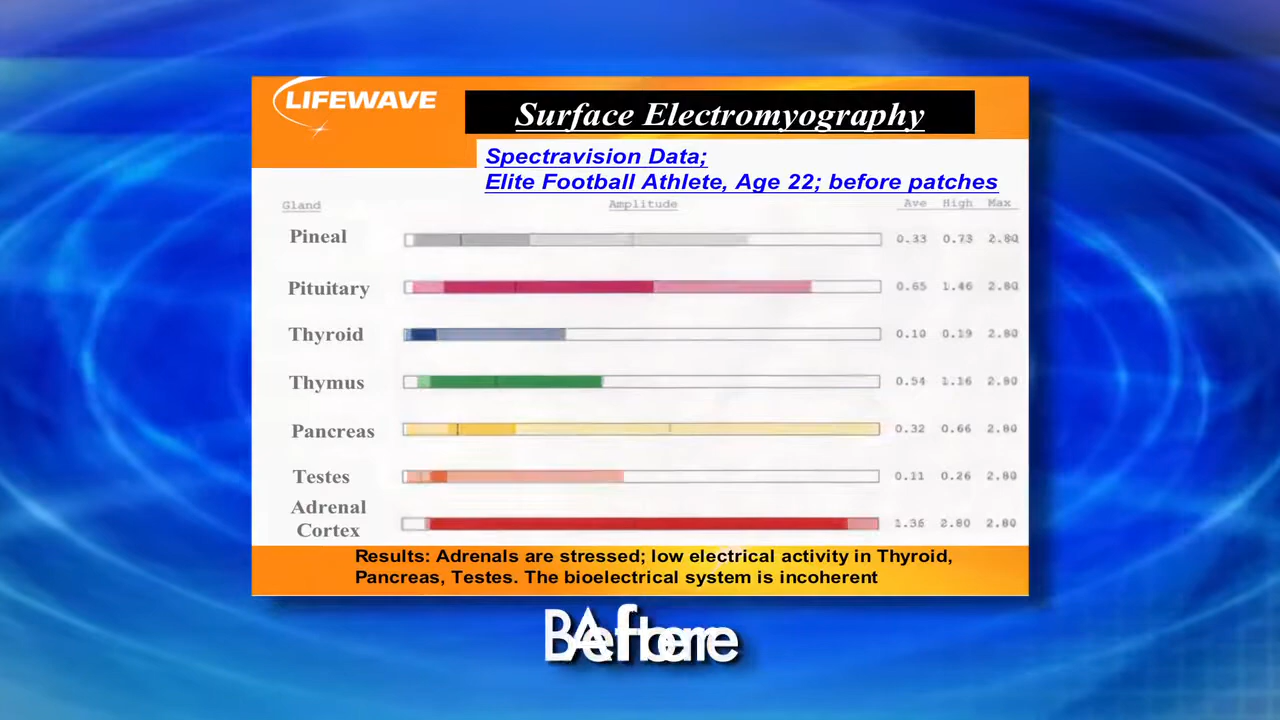 LIFEWAVE
Surface Electromyography
Spectravision Data;
Elite Football Athlete, Age 22; before patches
Gland Amplitude Ave High Max
Pineal 0.33 0.73 2.80
Pituitary 0.65 1.46 2.80
Thyroid 0.10 0.19 2.80
Thymus 0.54 1.16 2.80
Pancreas 0.32 0.66 2.80
Testes 0.11 0.26 2.80
Adrenal
Cortex 1.36 2.80 2.80
Results: Adrenals are stressed; low electrical activity in Thyroid,
Pancreas, Testes. The bioelectrical system is incoherent
Before
After